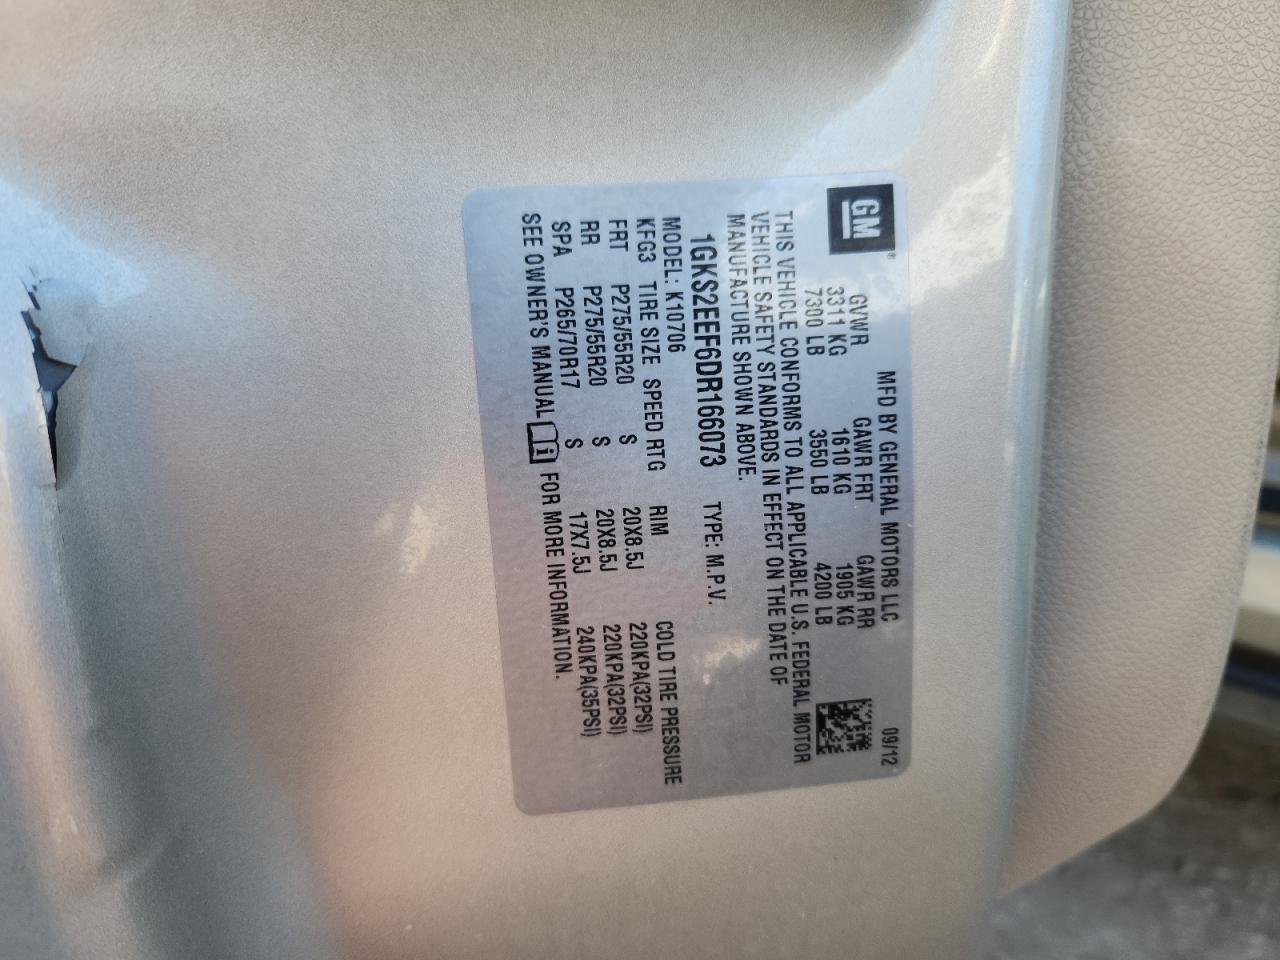 GM
MFD BY GENERAL MOTORS LLC 09/12
GVWR GAWR FRT GAWR RR
3311 KG 1610 KG 1905 KG
7300 LB 3550 LB 4200 LB
THIS VEHICLE CONFORMS TO ALL APPLICABLE U.S. FEDERAL MOTOR
VEHICLE SAFETY STANDARDS IN EFFECT ON THE DATE OF
MANUFACTURE SHOWN ABOVE.
1GKS2EEF6DR166073 TYPE: M.P.V.
MODEL: K10706
KFG3 TIRE SIZE SPEED RTG RIM COLD TIRE PRESSURE
FRT P275/55R20 S 20X8.5J 220KPA(32PSI)
RR P275/55R20 S 20X8.5J 220KPA(32PSI)
SPA P265/70R17 S 17X7.5J 240KPA(35PSI)
SEE OWNER'S MANUAL i FOR MORE INFORMATION.